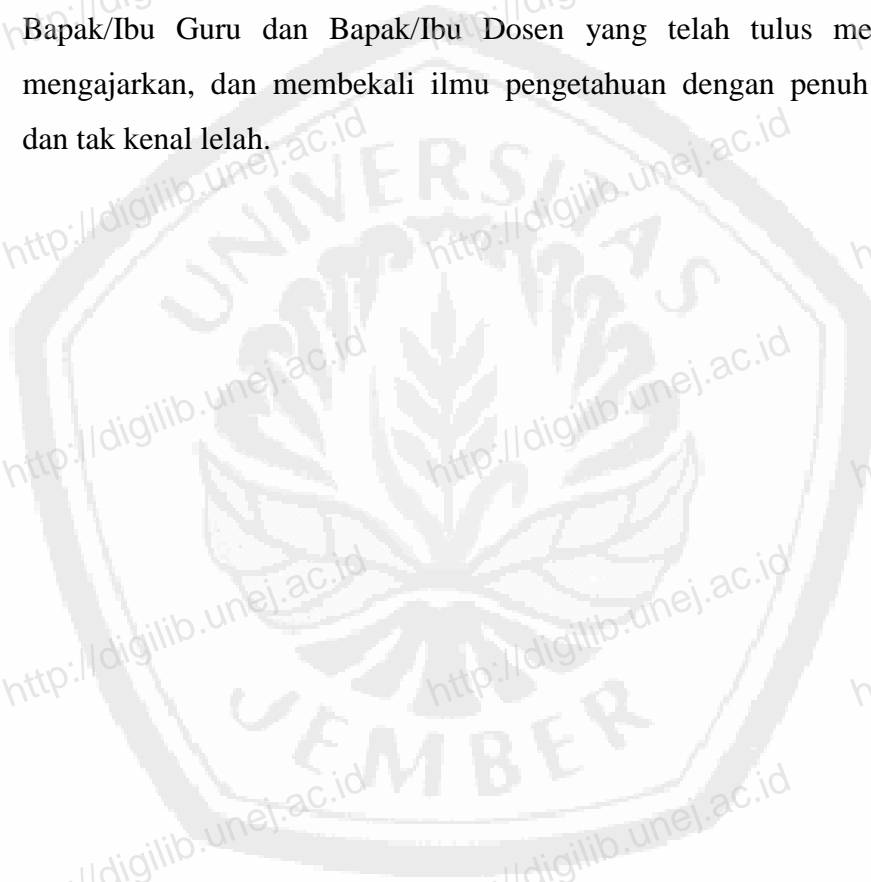 Bapak/Ibu Guru dan Bapak/Ibu Dosen yang telah tulus me
mengajarkan, dan membekali ilmu pengetahuan dengan penuh
dan tak kenal lelah.
UNIVERSITAS
JEMBER
http://digilib.unej.ac.id
http://digilib.unej.ac.id
http://digilib.unej.ac.id
http://digilib.unej.ac.id
http://digilib.unej.ac.id
http://digilib.unej.ac.id
//digilib.unej.ac.id
//digilib.unej.ac.id